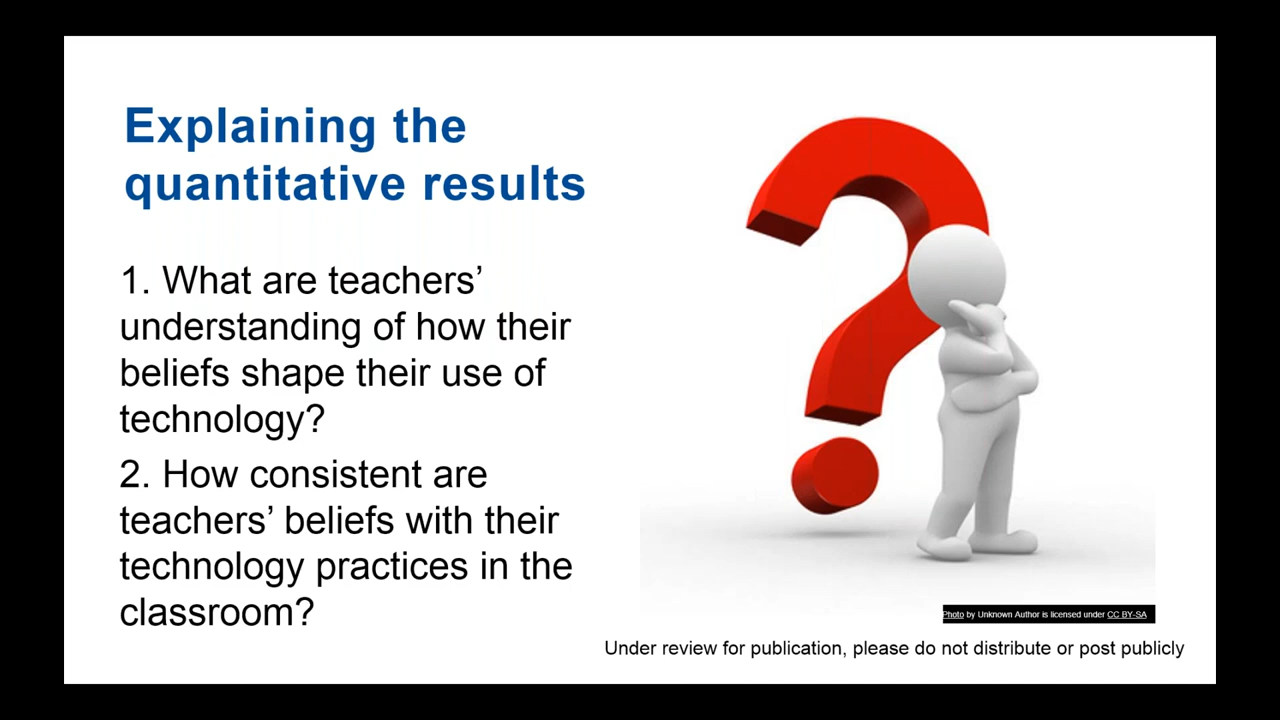 Explaining the
quantitative results
1. What are teachers’
understanding of how their
beliefs shape their use of
technology?
2. How consistent are
teachers’ beliefs with their
technology practices in the
classroom?
Photo by Unknown Author is licensed under CC BY-SA
Under review for publication, please do not distribute or post publicly